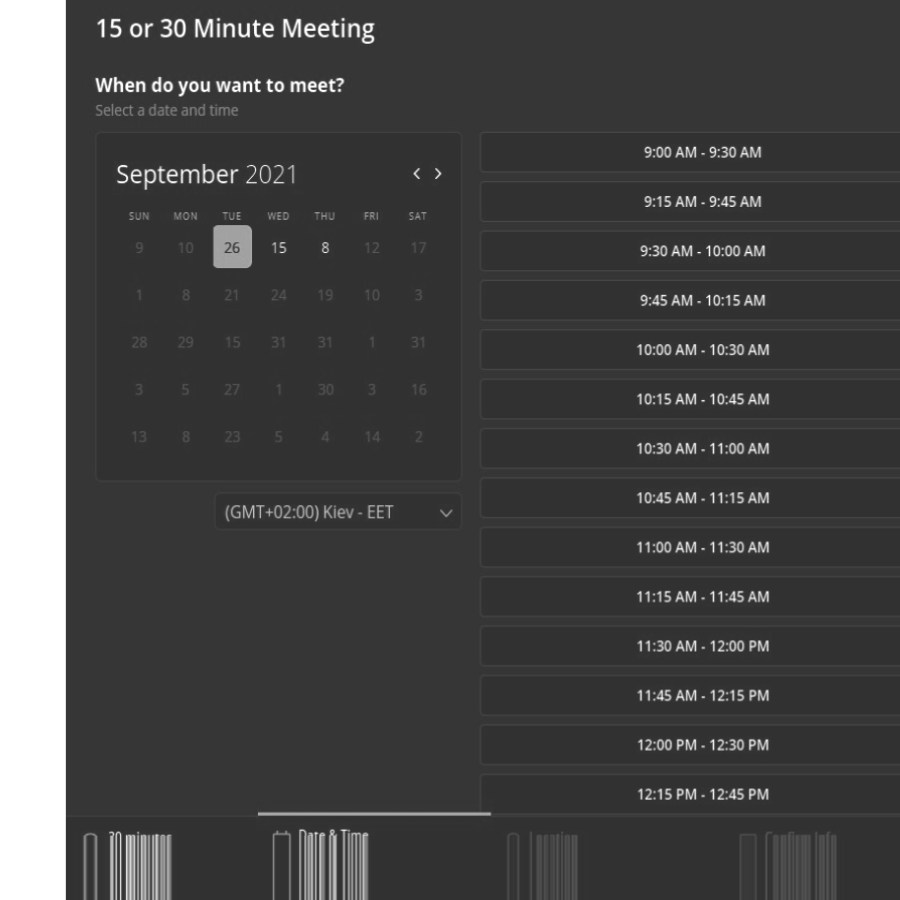 15 or 30 Minute Meeting
When do you want to meet?
Select a date and time
September 2021
SUN MON TUE WED THU FRI SAT
9 10 26 15 8 12 17
1 8 21 24 19 10 3
28 29 15 31 31 1 31
3 5 27 1 30 3 16
13 8 23 5 4 14 2
(GMT+02:00) Kiev - EET
9:00 AM - 9:30 AM
9:15 AM - 9:45 AM
9:30 AM - 10:00 AM
9:45 AM - 10:15 AM
10:00 AM - 10:30 AM
10:15 AM - 10:45 AM
10:30 AM - 11:00 AM
10:45 AM - 11:15 AM
11:00 AM - 11:30 AM
11:15 AM - 11:45 AM
11:30 AM - 12:00 PM
11:45 AM - 12:15 PM
12:00 PM - 12:30 PM
12:15 PM - 12:45 PM
30 minutes
Date & Time